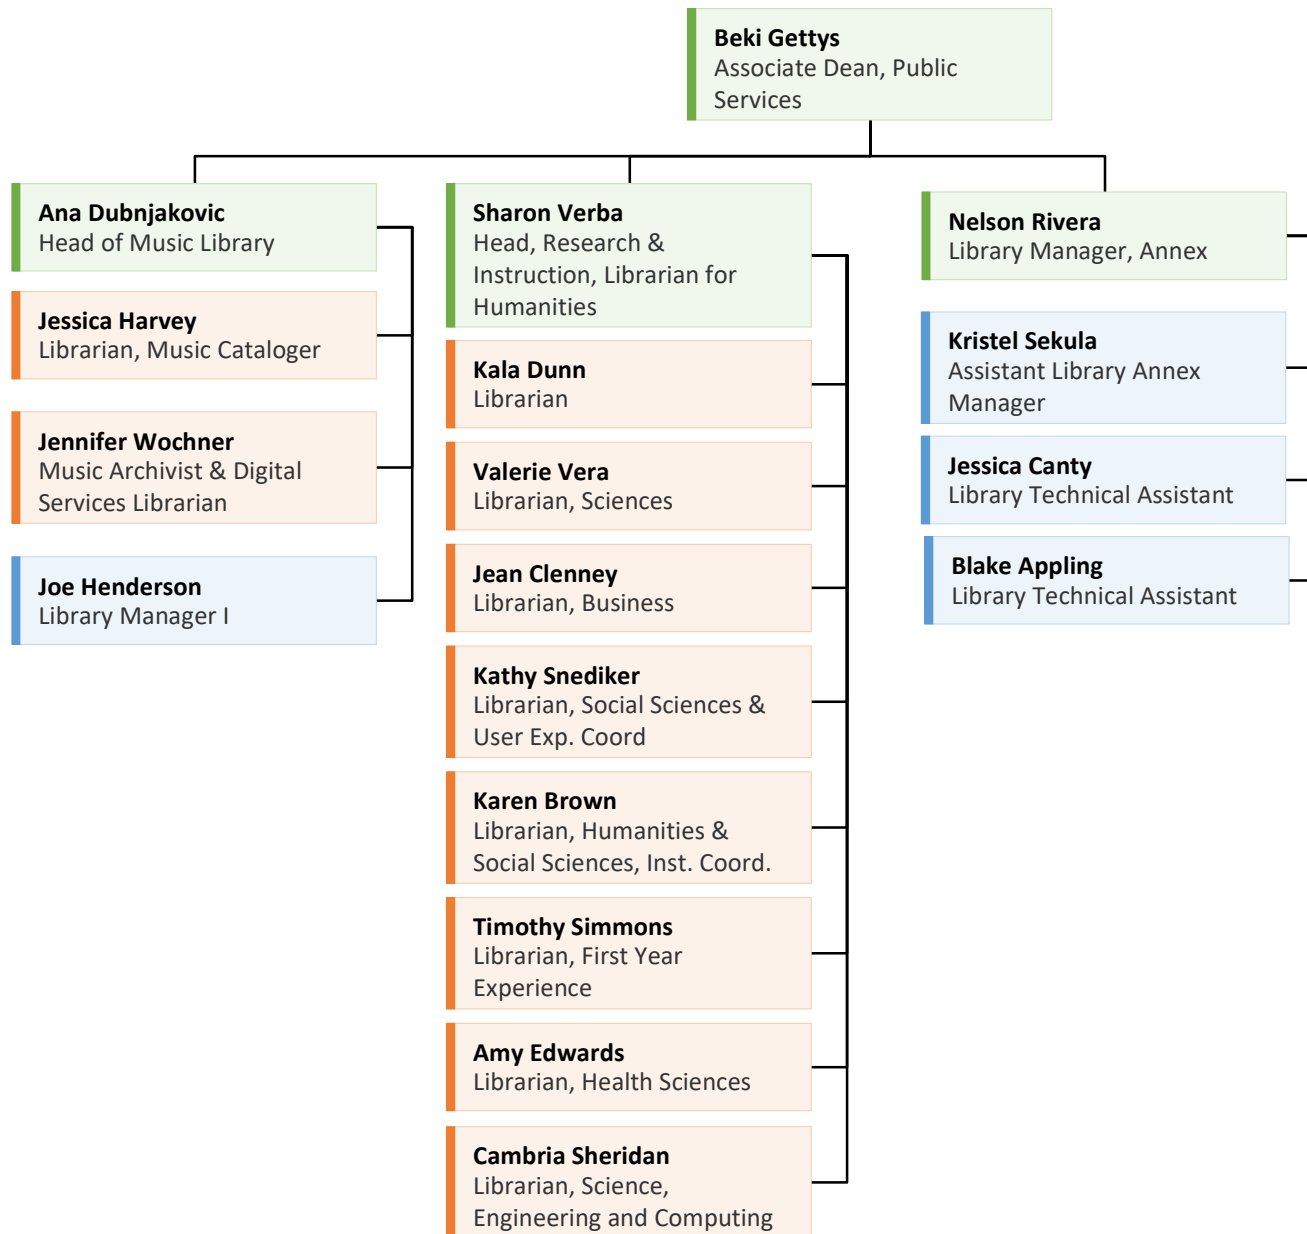 Beki Gettys
Associate Dean, Public
Services
Ana Dubnjakovic
Head of Music Library
Jessica Harvey
Librarian, Music Cataloger
Jennifer Wochner
Music Archivist & Digital
Services Librarian
Joe Henderson
Library Manager I
Sharon Verba
Head, Research &
Instruction, Librarian for
Humanities
Kala Dunn
Librarian
Valerie Vera
Librarian, Sciences
Jean Clenney
Librarian, Business
Kathy Snediker
Librarian, Social Sciences &
User Exp. Coord
Karen Brown
Librarian, Humanities &
Social Sciences, Inst. Coord.
Timothy Simmons
Librarian, First Year
Experience
Amy Edwards
Librarian, Health Sciences
Cambria Sheridan
Librarian, Science,
Engineering and Computing
Nelson Rivera
Library Manager, Annex
Kristel Sekula
Assistant Library Annex
Manager
Jessica Canty
Library Technical Assistant
Blake Appling
Library Technical Assistant